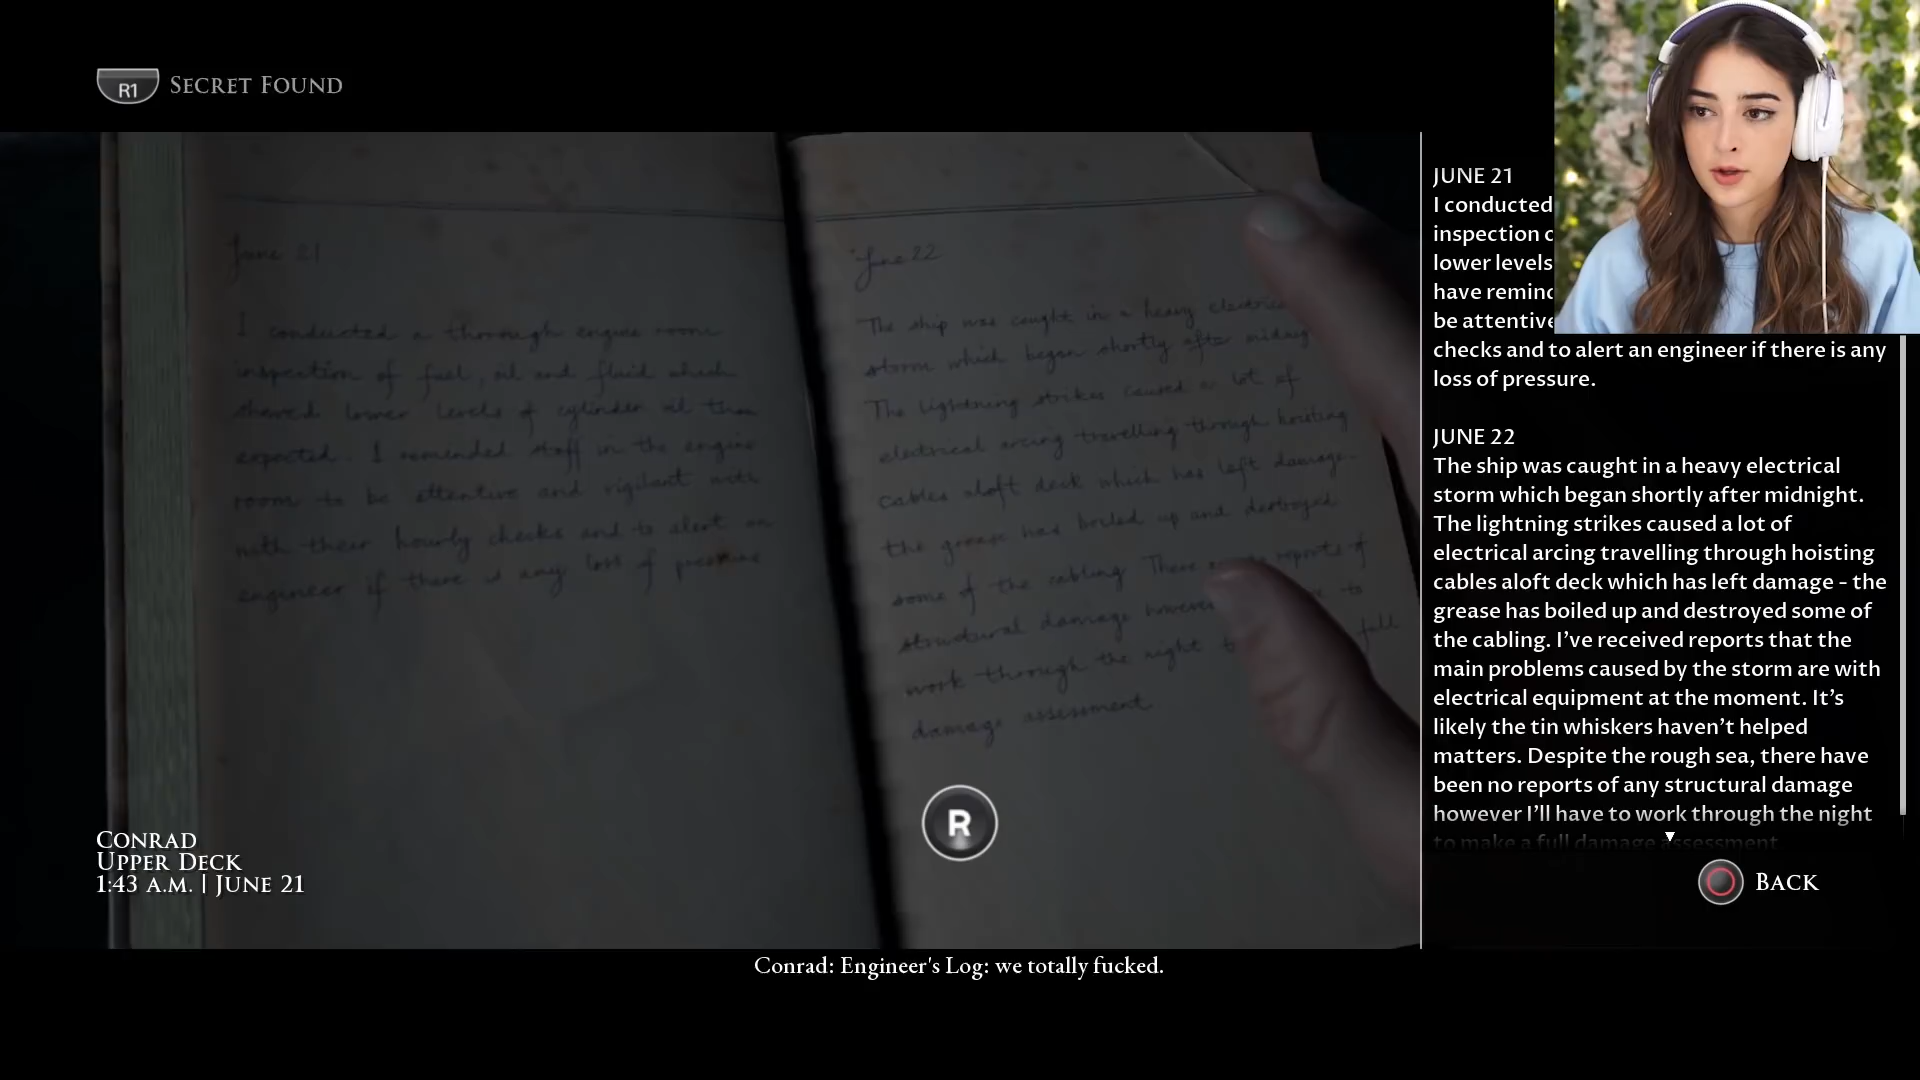 R1 SECRET FOUND
June 21
I conducted a thorough engine room
inspection of fuel, oil and fluid which
showed lower levels of cylinder oil than
expected. I reminded staff in the engine
room to be attentive and vigilant with
with their hourly checks and to alert an
engineer if there is any loss of pressure
June 22
The ship was caught in a heavy electrical
storm which began shortly after
The lightning strikes caused a lot of
electrical arcing travelling through hoisting
cables aloft deck which has left damage
the grease has boiled up and destroyed
some of the cabling. There reports of
structural damage however to
work through the night full
damage assessment
R
JUNE 21
I conducted
inspection
lower levels
have
be
checks and to alert an engineer if there is any
loss of pressure.
JUNE 22
The ship was caught in a heavy electrical
storm which began shortly after midnight.
The lightning strikes caused a lot of
electrical arcing travelling through hoisting
cables aloft deck which has left damage - the
grease has boiled up and destroyed some of
the cabling. I've received reports that the
main problems caused by the storm are with
electrical equipment at the moment. It's
likely the tin whiskers haven't helped
matters. Despite the rough sea, there have
been no reports of any structural damage
however I'll have to work through the night
to make a full damage assessment
BACK
CONRAD
UPPER DECK
1:43 A.M. | JUNE 21
Conrad: Engineer's Log: we totally fucked.